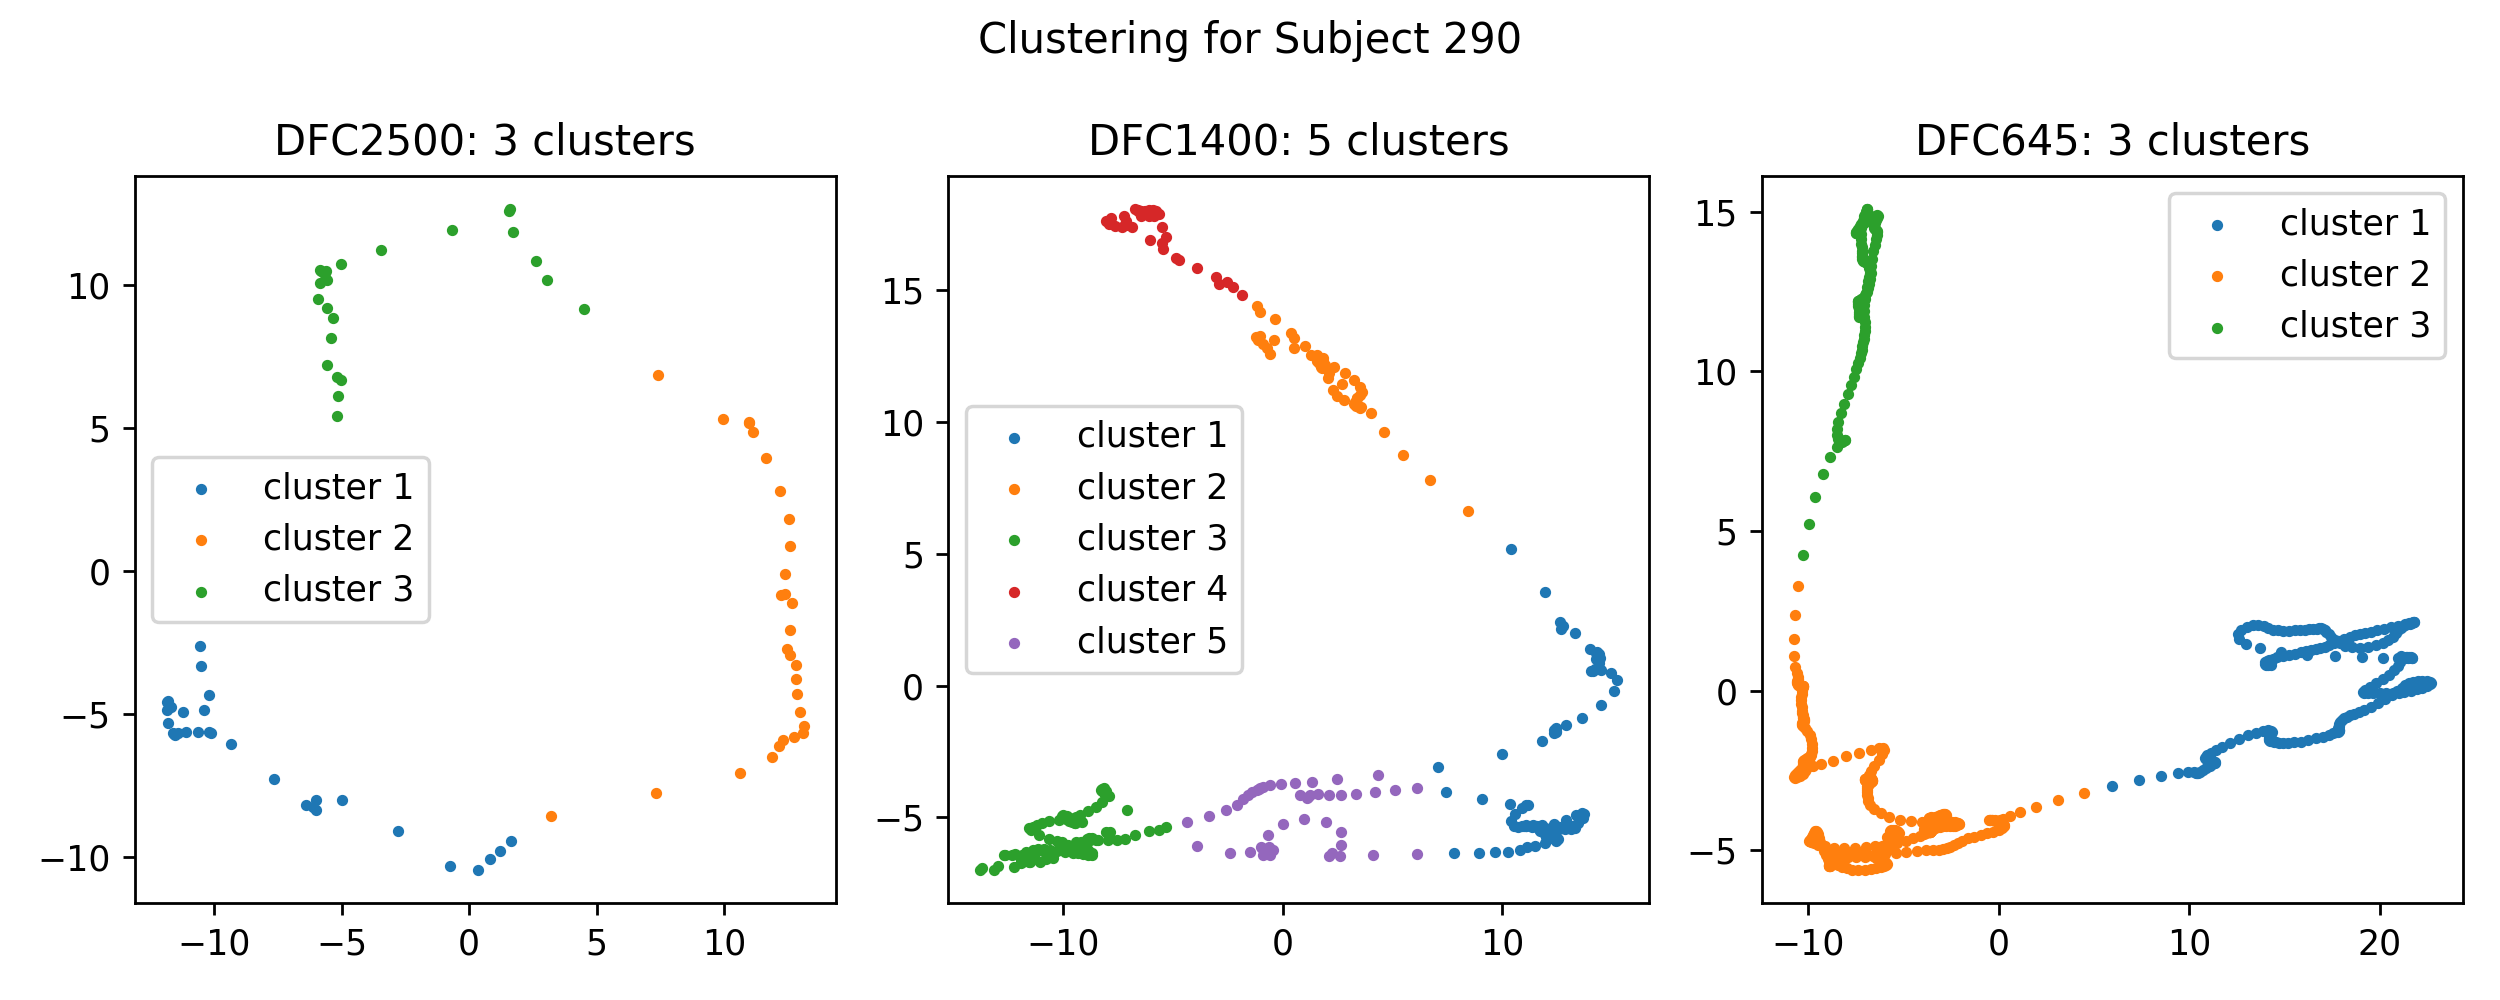 Clustering for Subject 290
DFC2500: 3 clusters
10
5
0
−5
−10
−10
−5
0
5
10
cluster 1
cluster 2
cluster 3
DFC1400: 5 clusters
15
10
5
0
−5
−10
0
10
cluster 1
cluster 2
cluster 3
cluster 4
cluster 5
DFC645: 3 clusters
15
10
5
0
−5
−10
0
10
20
cluster 1
cluster 2
cluster 3